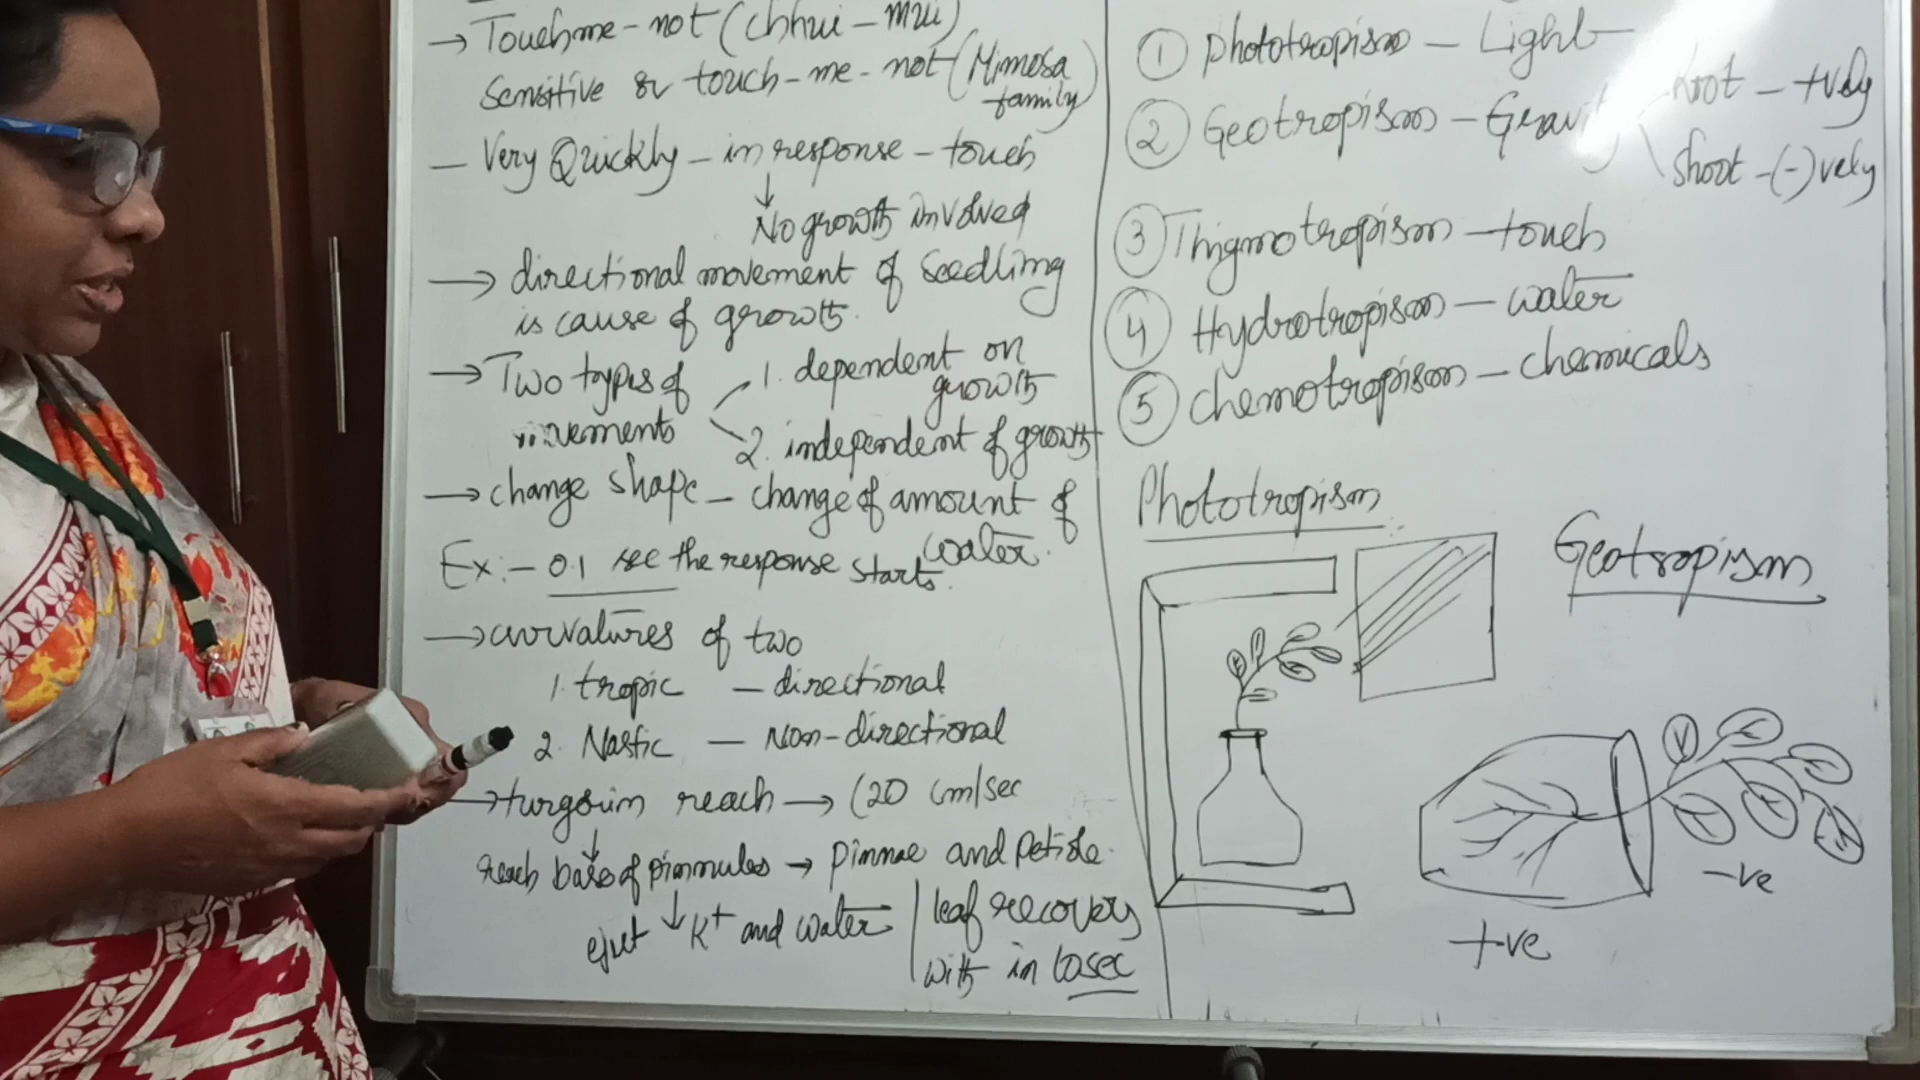 → Touchme-not (chhui-mui)
Sensitive or touch-me-not (Mimosa family)
- Very Quickly - in response - touch
↓
No growth involved
→ directional movement of Seedling
is cause of growth.
→ Two types of movements
1. dependent on growth
2. independent of growth
→ change shape - change of amount of water.
Ex:- 0.1 sec the response starts.
→ curvatures of two
1. tropic - directional
2. Nastic - Non-directional
→ turgorin reach → (20 cm/sec
↓
reach base of pinnules → Pinnae and Petiole.
eject ↓ K+ and water
leaf recovery
with in 10sec
① Phototropism - Light
② Geotropism - Gravity
Root - +vely
Shoot - (-)vely
③ Thigmotropism - touch
④ Hydrotropism - water
⑤ Chemotropism - chemicals
Phototropism
Geotropism
-ve
+ve